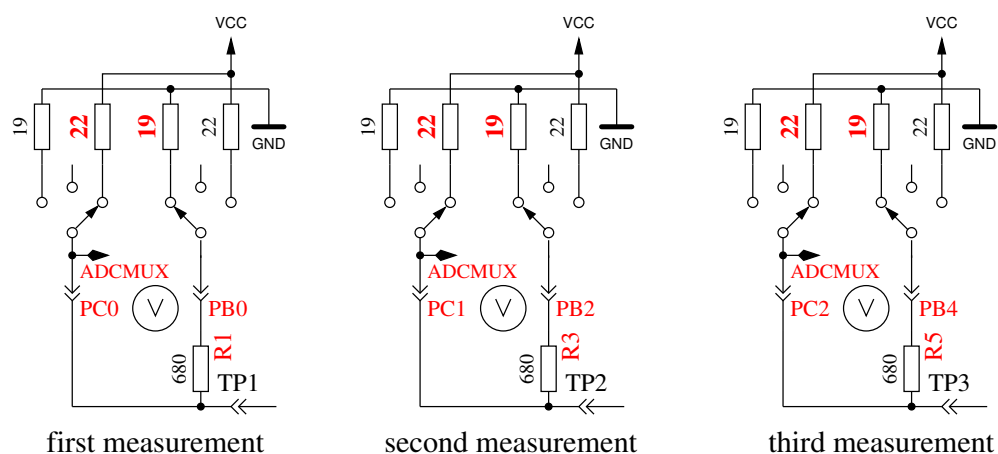 VCC
19
22
19
22
GND
ADCMUX
PC0
V
PB0
680
R1
TP1
first measurement
VCC
19
22
19
22
GND
ADCMUX
PC1
V
PB2
680
R3
TP2
second measurement
VCC
19
22
19
22
GND
ADCMUX
PC2
V
PB4
680
R5
TP3
third measurement